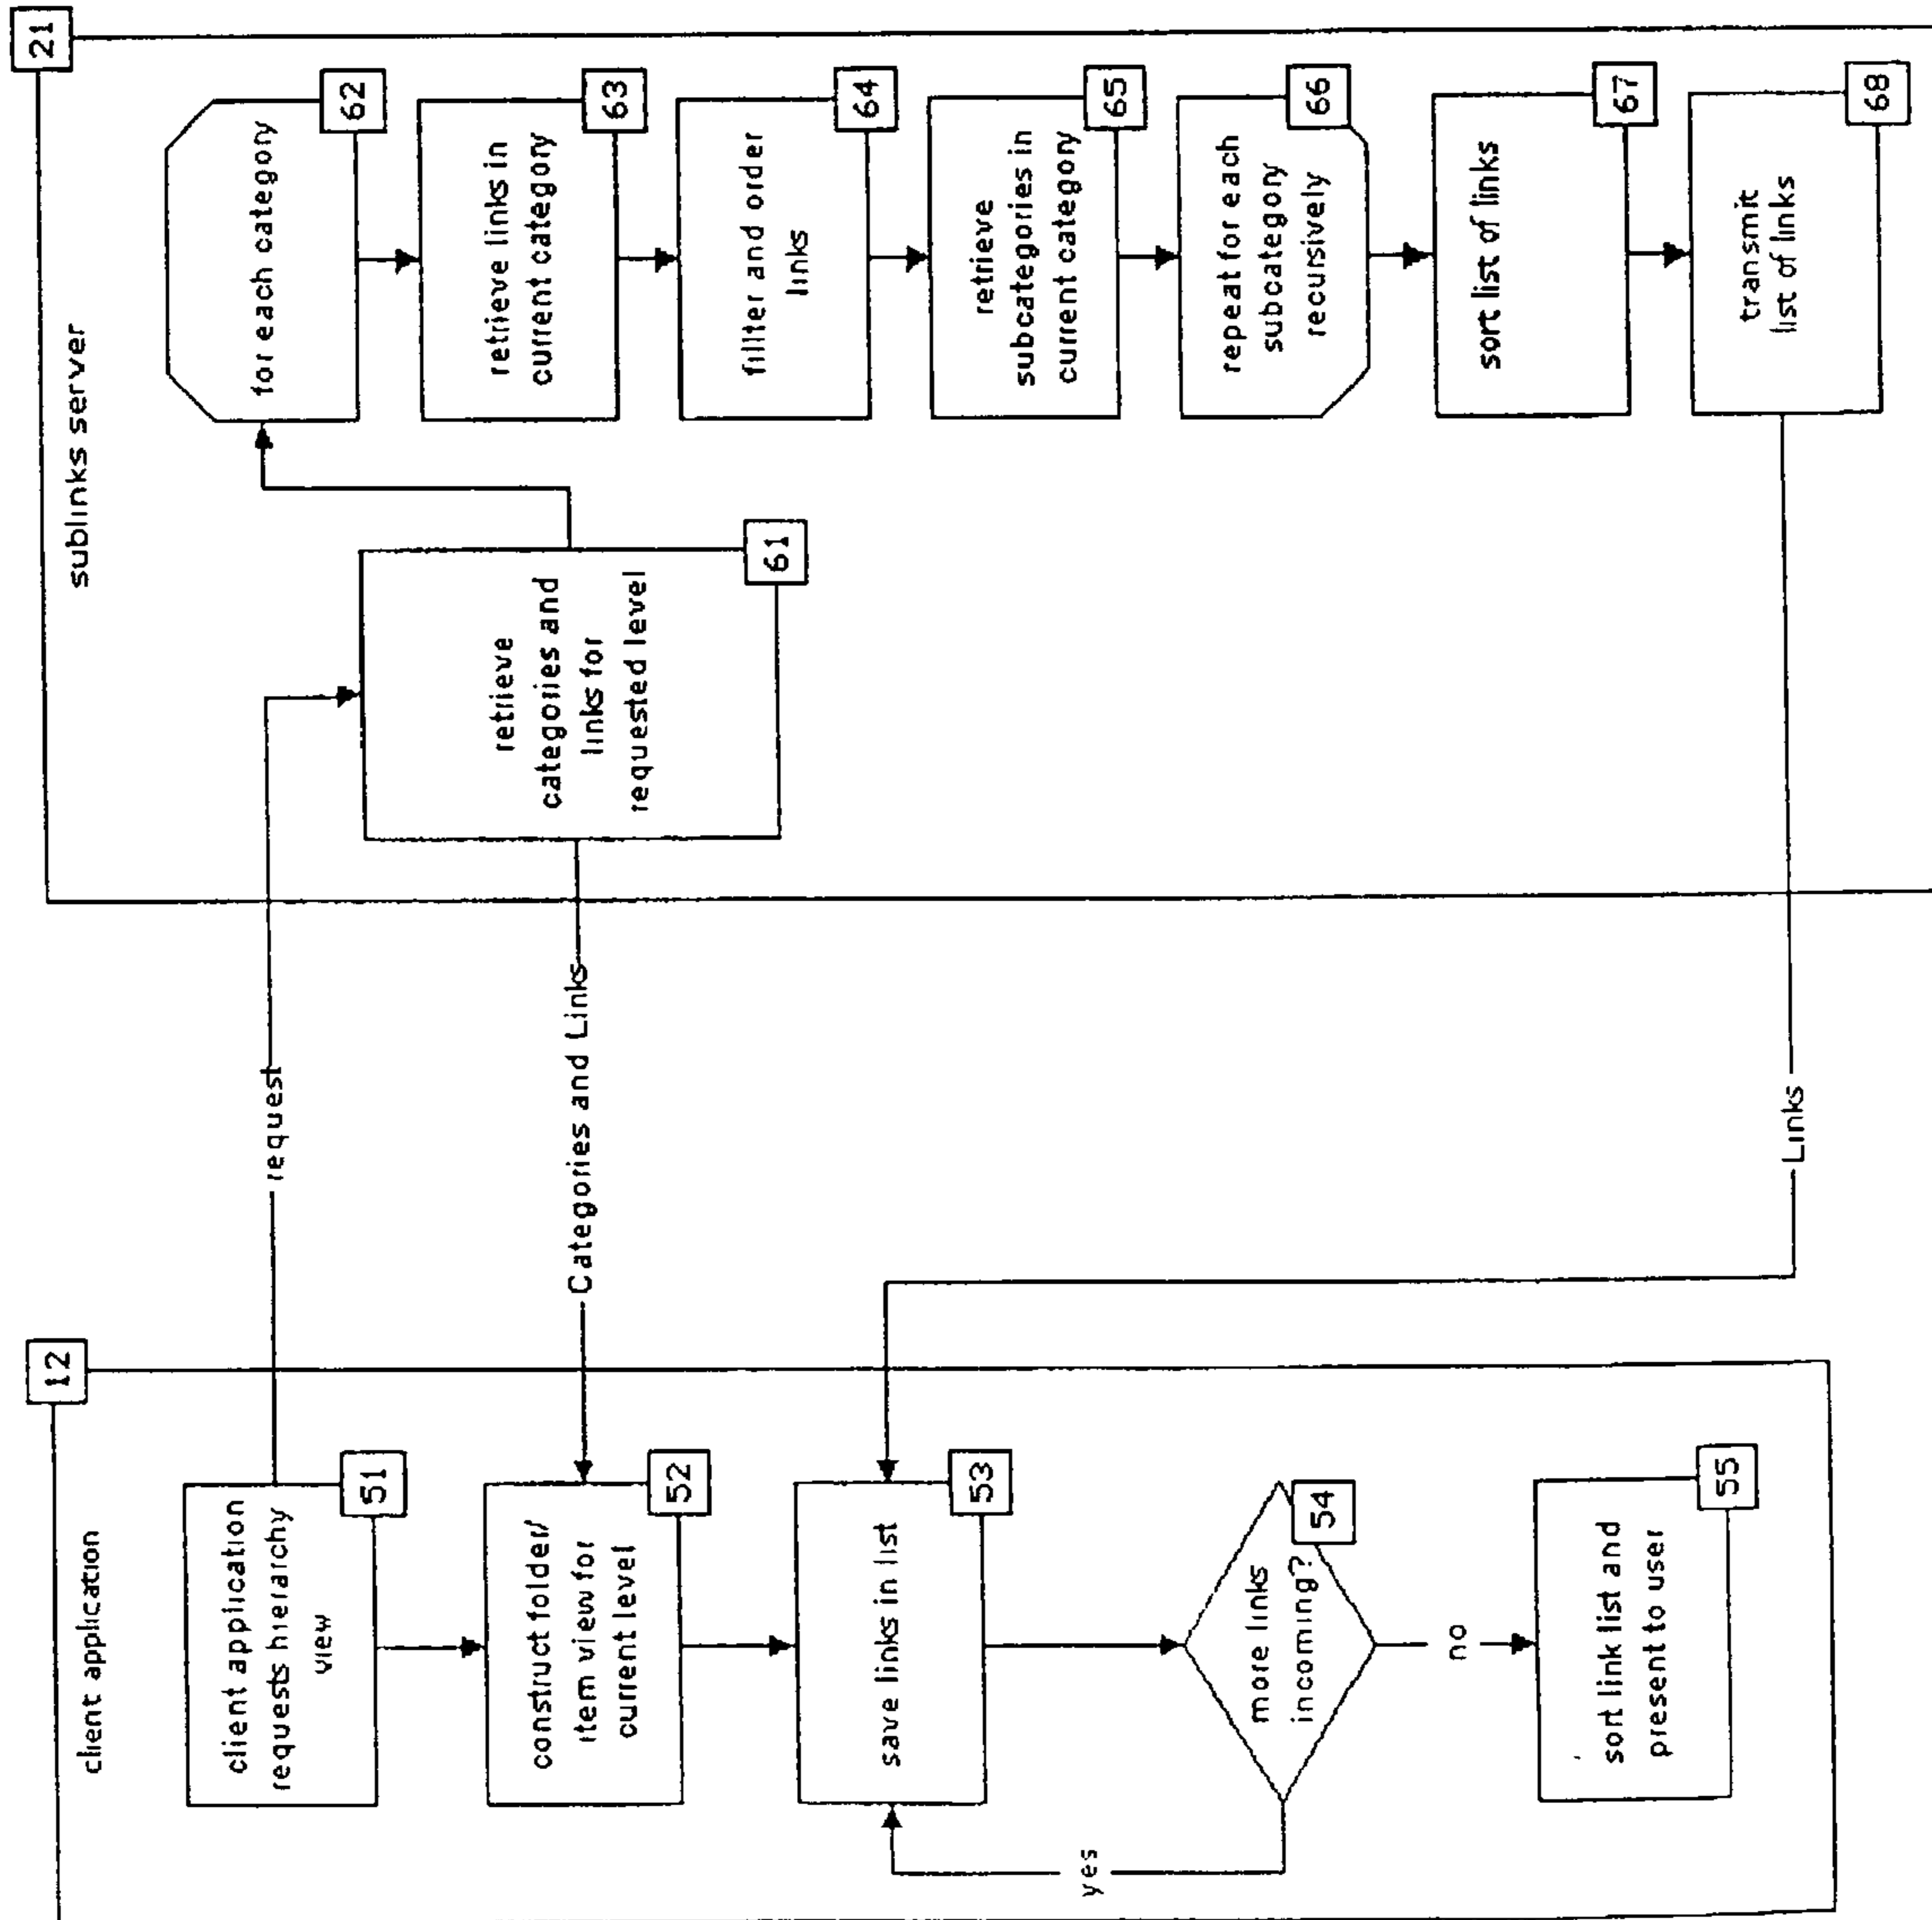 12
client application
client application
requests hierarchy
view
51
construct folder/
item view for
current level
52
save links in list
53
more links
incoming?
54
yes
no
sort link list and
present to user
55
request
Categories and Links
Links
21
sublinks server
retrieve
categories and
links for
requested level
61
for each category
62
retrieve links in
current category
63
fillter and order
links
64
retrieve
subcategories in
current category
65
repeat for each
subcategory
recursively
66
sort list of links
67
transmit
list of links
68